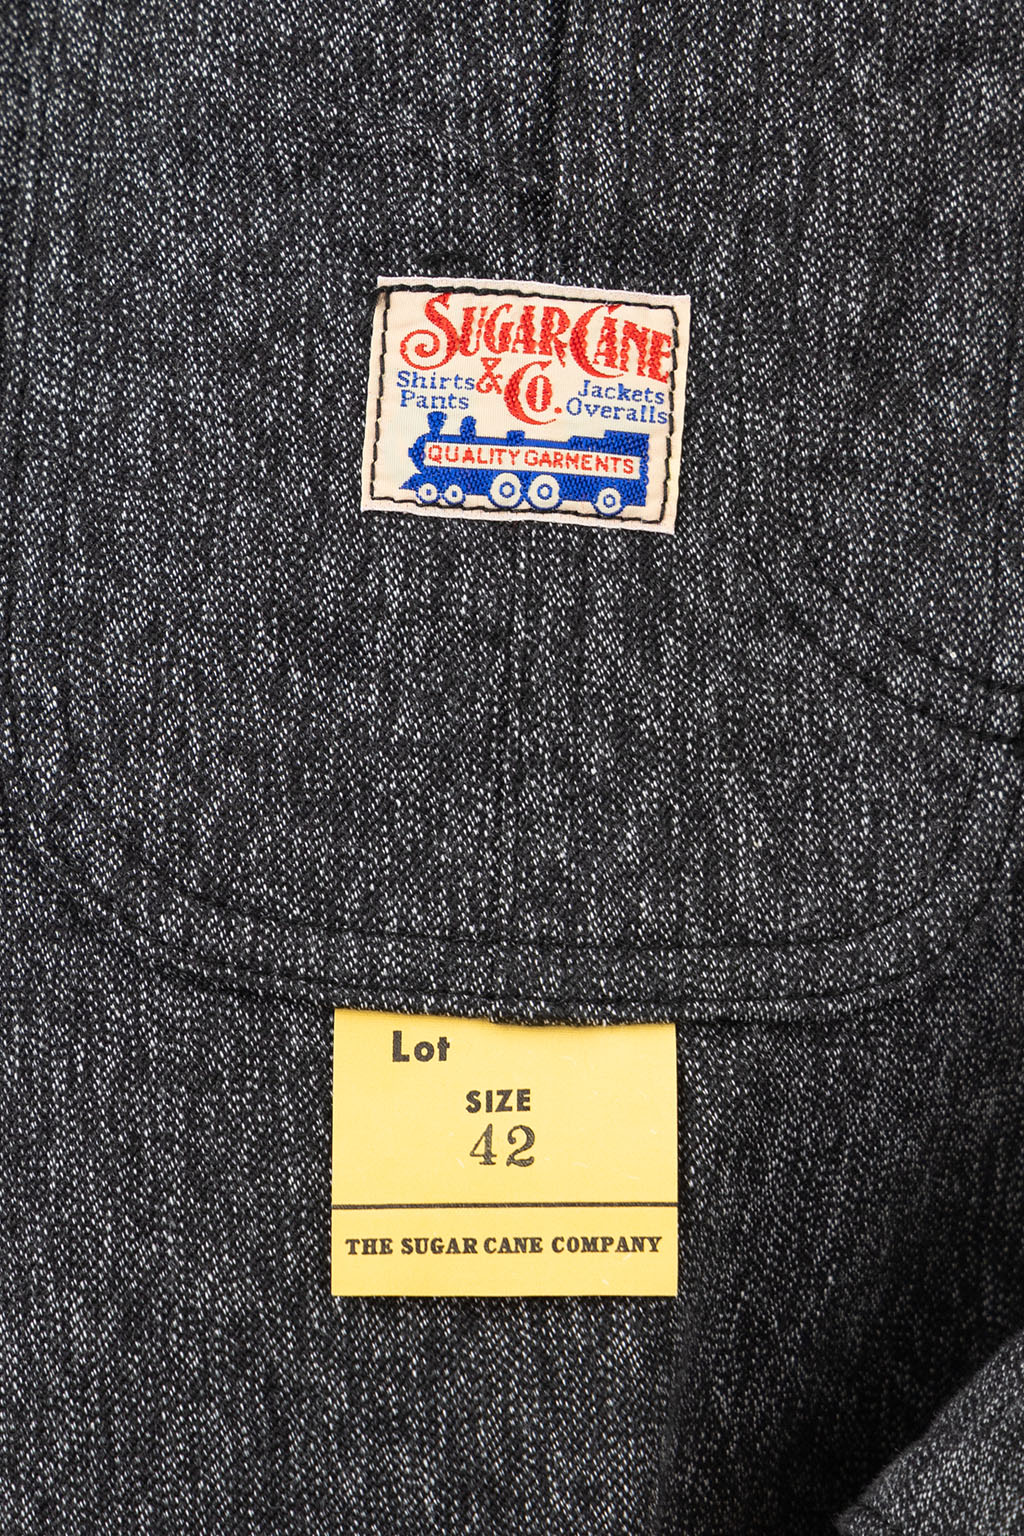 SUGAR CANE
& Co.
Shirts Jackets
Pants Overalls
QUALITY GARMENTS
Lot
SIZE
42
THE SUGAR CANE COMPANY